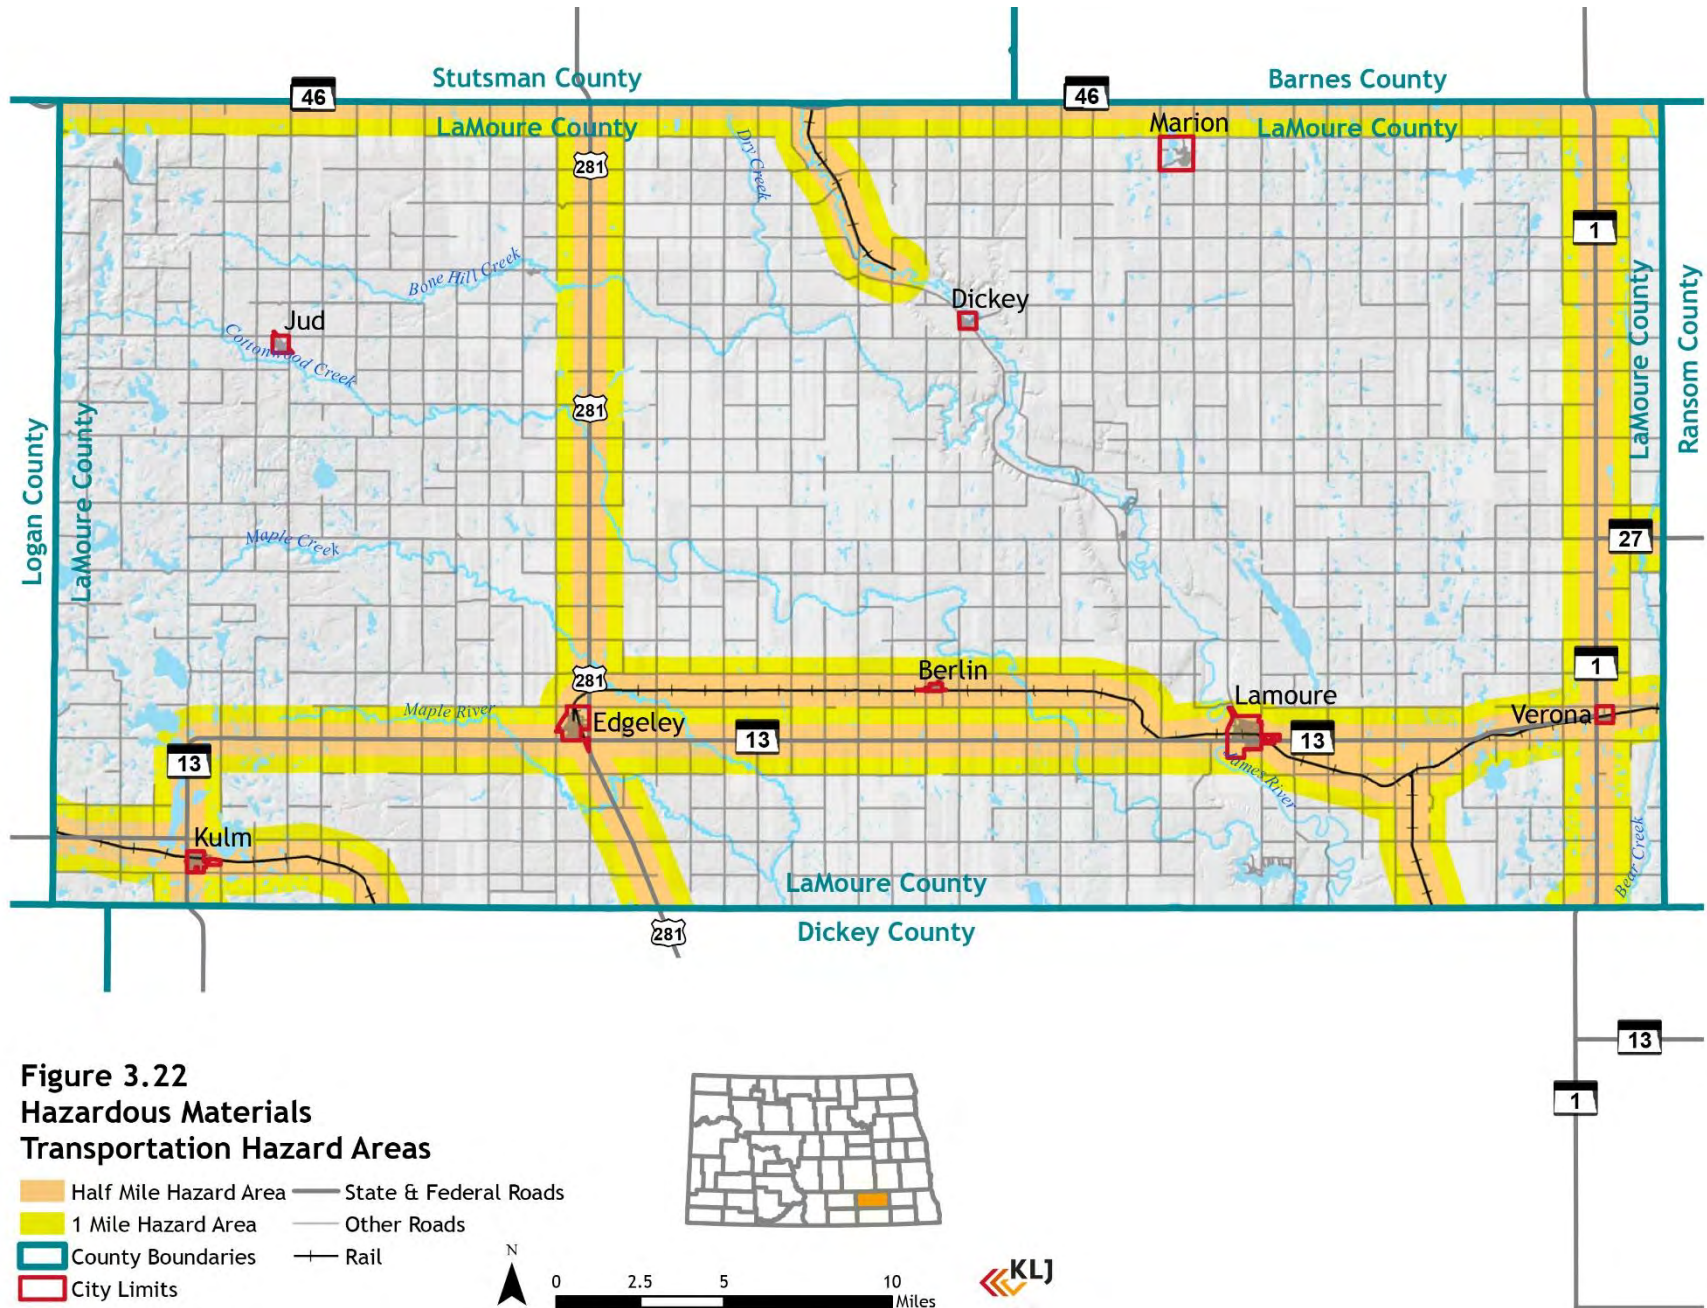 Stutsman County
Barnes County
46
46
LaMoure County
Marion
LaMoure County
281
Dry Creek
1
Bone Hill Creek
LaMoure County
Ransom County
Dickey
Jud
Cottonwood Creek
281
Logan County
LaMoure County
27
Maple Creek
281
Berlin
1
Maple River
Edgeley
13
Lamoure
13
Verona
13
James River
Kulm
Bear Creek
LaMoure County
281
Dickey County
13
1
Figure 3.22
Hazardous Materials
Transportation Hazard Areas
Half Mile Hazard Area
State & Federal Roads
1 Mile Hazard Area
Other Roads
County Boundaries
Rail
City Limits
N
0 2.5 5 10
Miles
KLJ